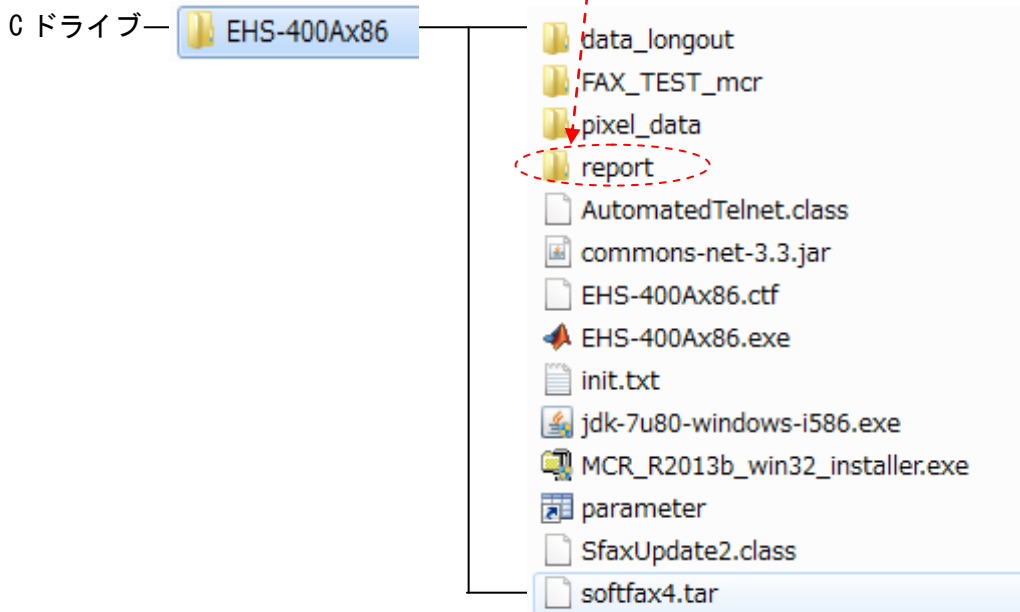 C ドライブ
EHS-400Ax86
data_longout
FAX_TEST_mcr
pixel_data
report
AutomatedTelnet.class
commons-net-3.3.jar
EHS-400Ax86.ctf
EHS-400Ax86.exe
init.txt
jdk-7u80-windows-i586.exe
MCR_R2013b_win32_installer.exe
parameter
SfaxUpdate2.class
softfax4.tar